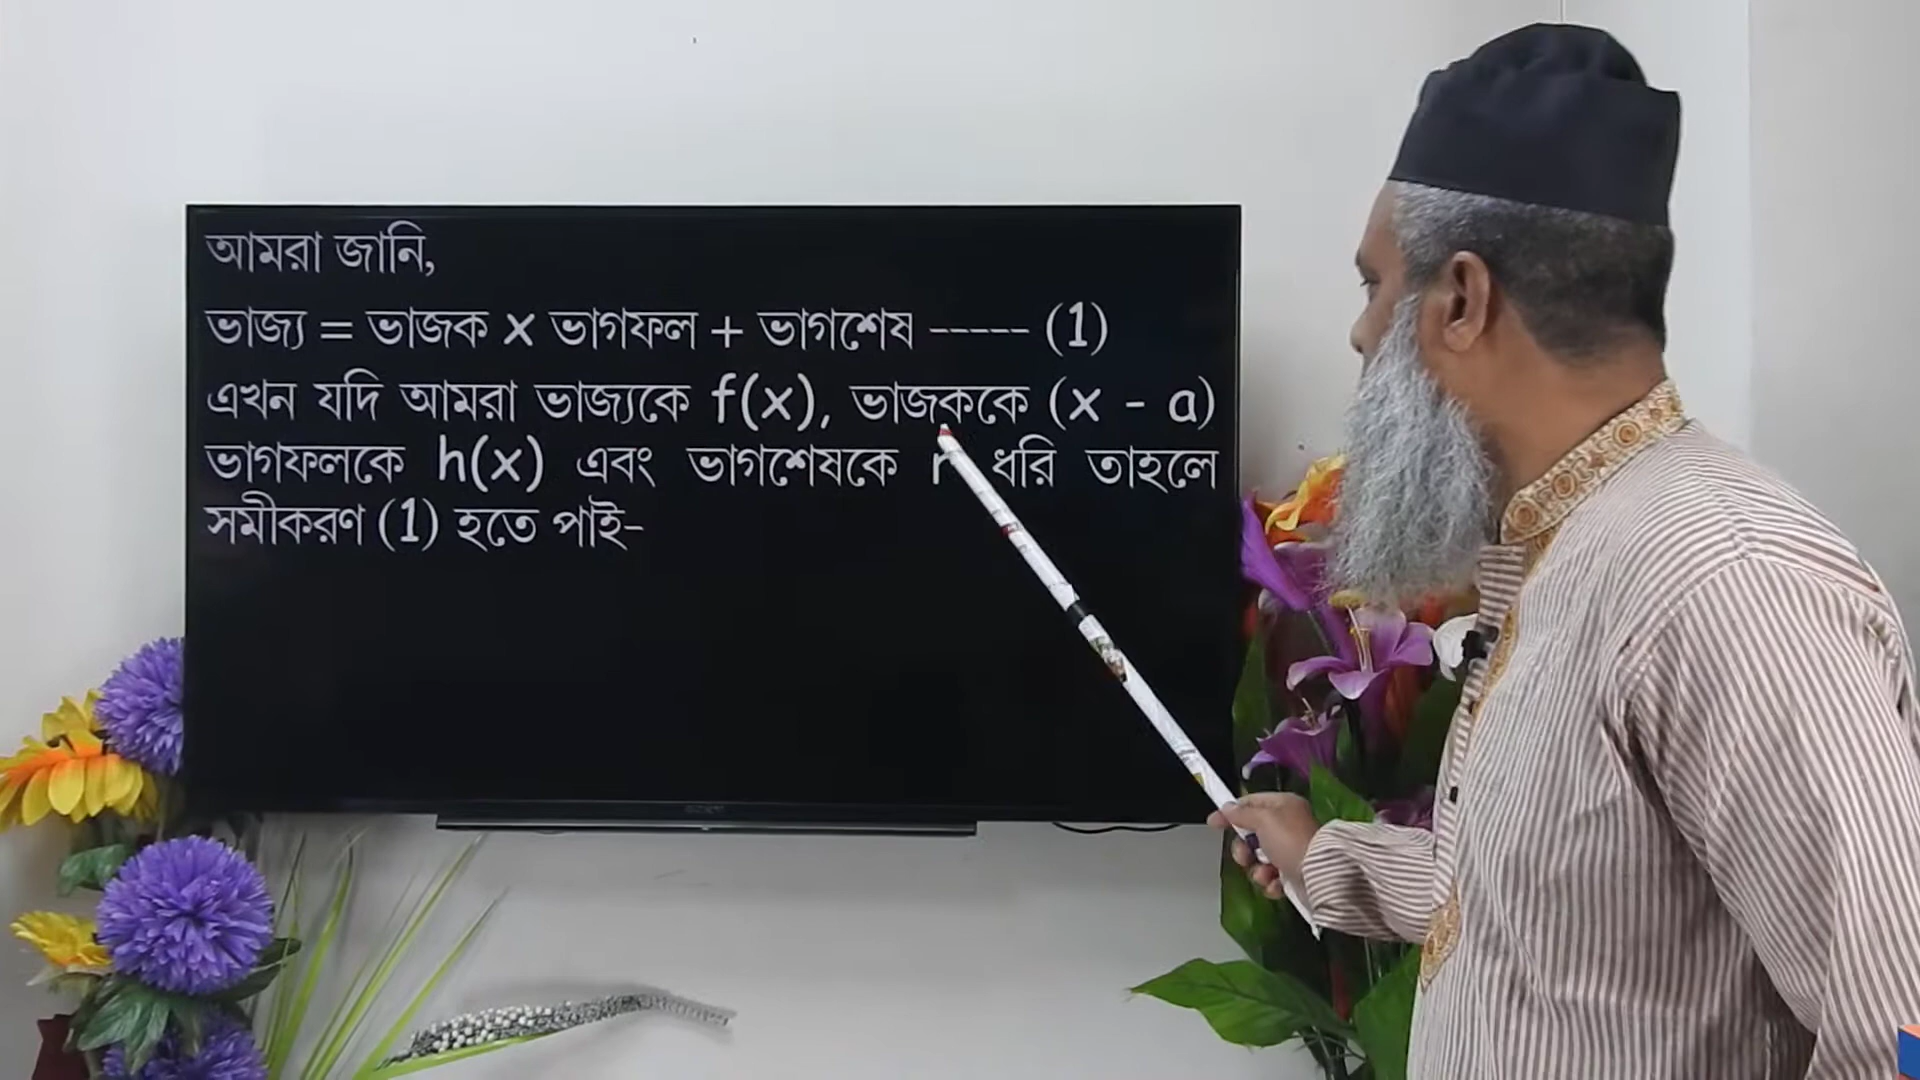 আমরা জানি,
ভাজ্য = ভাজক x ভাগফল + ভাগশেষ ----- (1)
এখন যদি আমরা ভাজ্যকে f(x), ভাজককে (x - a)
ভাগফলকে h(x) এবং ভাগশেষকে r ধরি তাহলে
সমীকরণ (1) হতে পাই-